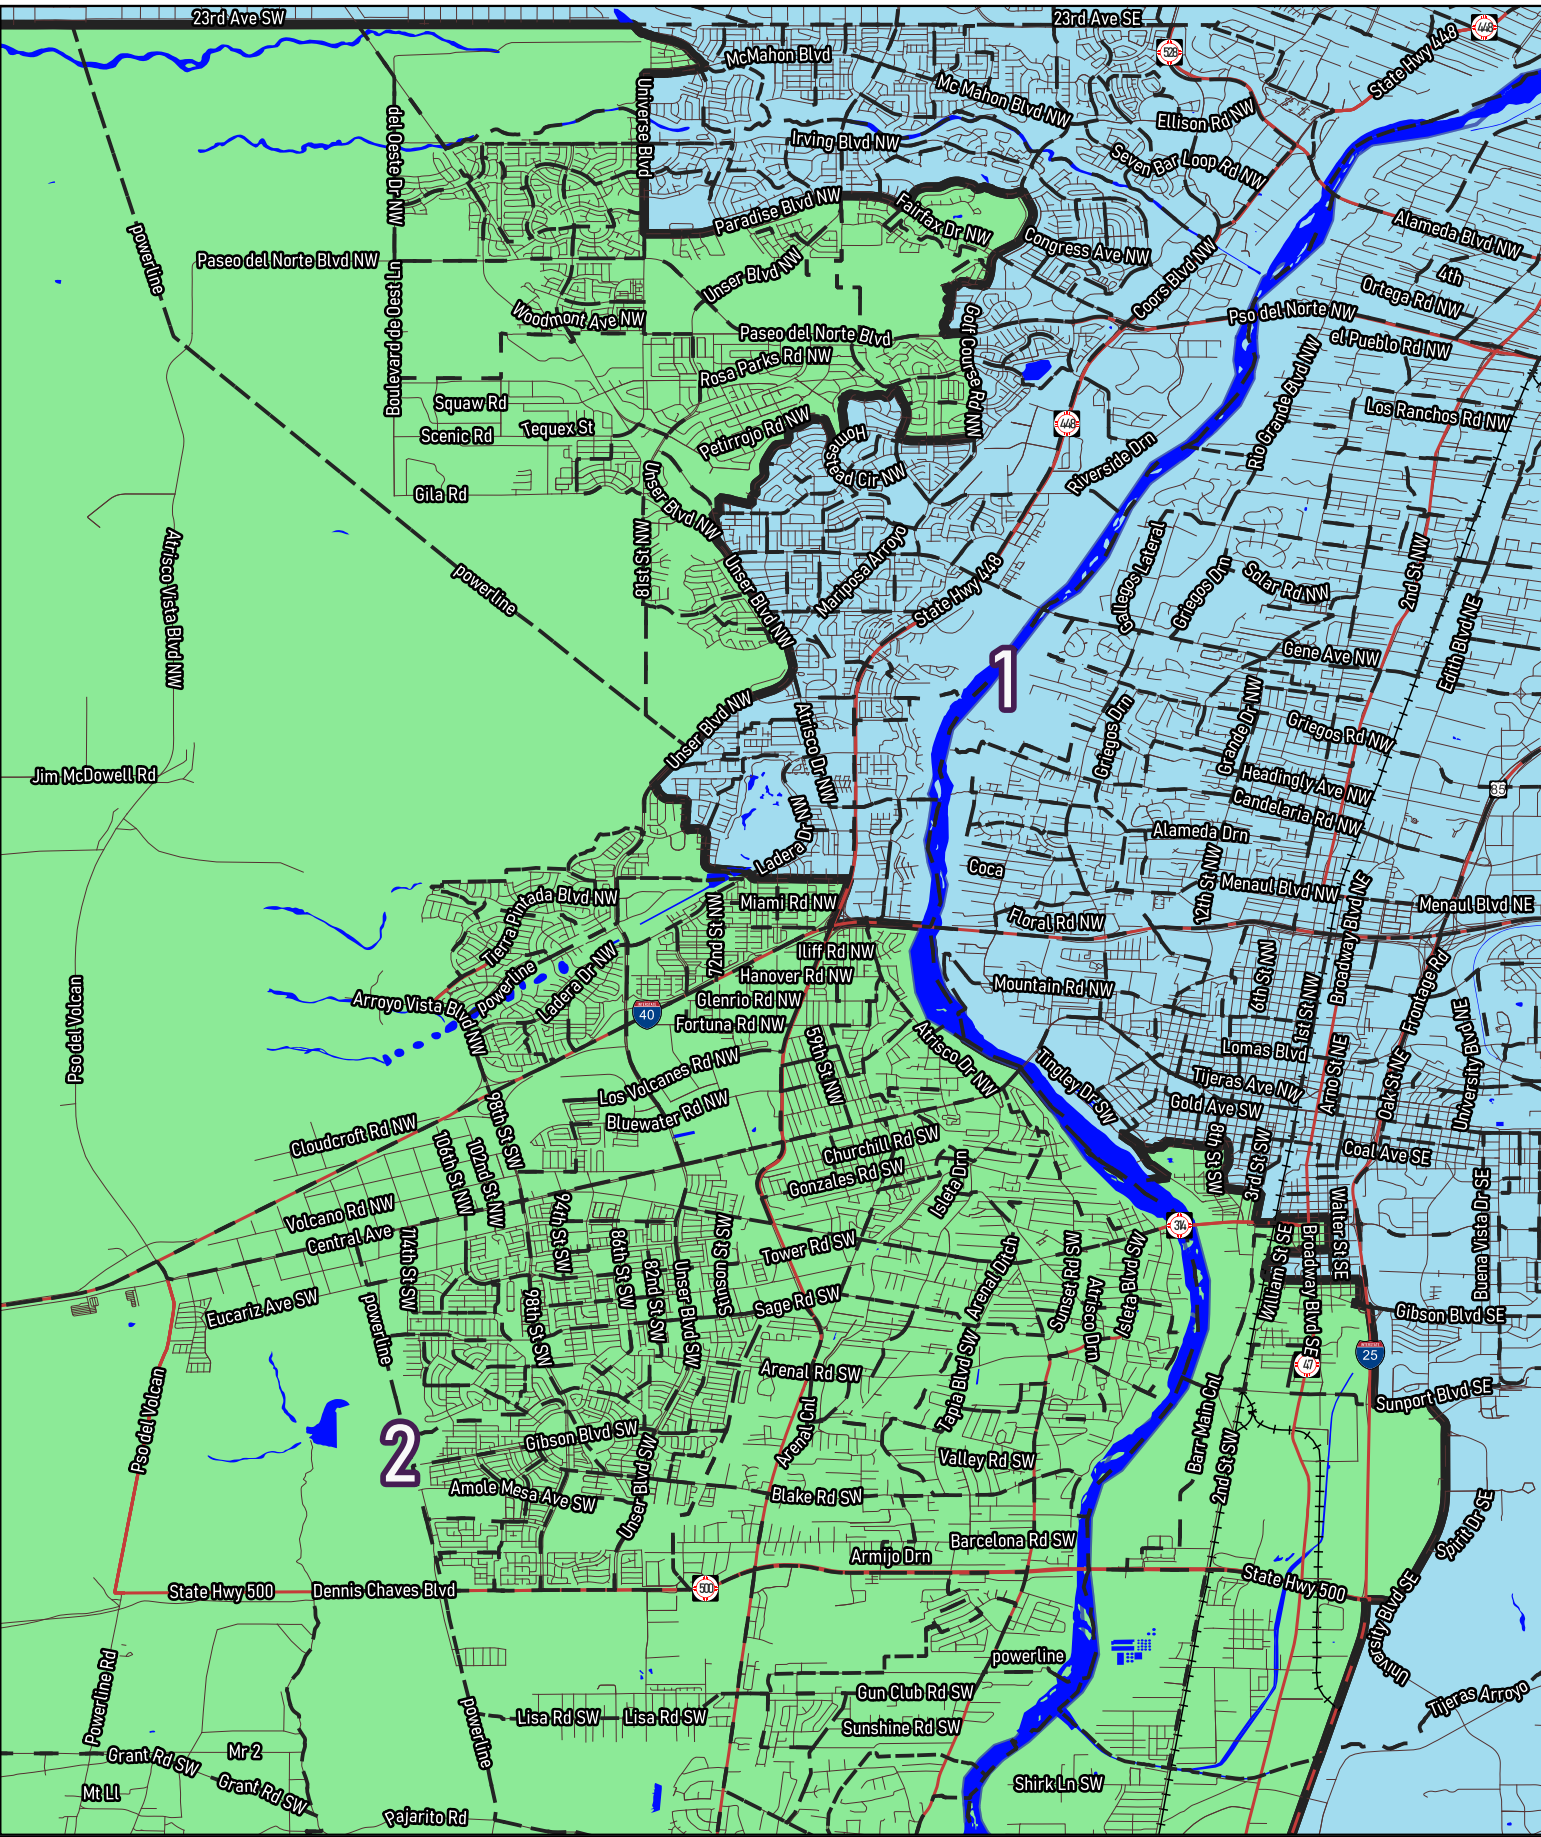 23rd Ave SW
23rd Ave SE
448
528
State Hwy 448
McMahon Blvd
Mc Mahon Blvd NW
Ellison Rd NW
Universe Blvd
del Oeste Dr NW
Irving Blvd NW
Seven Bar Loop Rd NW
Paradise Blvd NW
Fairfax Dr NW
Congress Ave NW
Alameda Blvd NW
powerline
Paseo del Norte Blvd NW
Unser Blvd NW
Coors Blvd NW
4th
Ortega Rd NW
Boulevard de Oest Ln
Woodmont Ave NW
Paseo del Norte Blvd
Golf Course Rd NW
Pso del Norte NW
el Pueblo Rd NW
Rosa Parks Rd NW
Squaw Rd
Scenic Rd
Tequex St
Petirrojo Rd NW
Homestead Cir NW
448
Rio Grande Blvd NW
Los Ranchos Rd NW
Riverside Drn
Gila Rd
Unser Blvd NW
81st St NW
Atrisco Vista Blvd NW
powerline
Unser Blvd NW
Mariposa Arroyo
State Hwy 448
Gallegos Lateral
Griegos Drn
Solar Rd NW
2nd St NW
Edith Blvd NE
Gene Ave NW
1
Unser Blvd NW
Atrisco Dr NW
Griegos Drn
Grande Dr NW
Griegos Rd NW
Jim McDowell Rd
Headingly Ave NW
85
Candelaria Rd NW
Ladera Dr NW
Alameda Drn
Coca
12th St NW
Menaul Blvd NW
Menaul Blvd NE
Tierra Pintada Blvd NW
Miami Rd NW
72nd St NW
Floral Rd NW
Broadway Blvd NE
Iliff Rd NW
powerline
Ladera Dr NW
Hanover Rd NW
Mountain Rd NW
6th St NW
1st St NW
Frontage Rd
Arroyo Vista Blvd NW
40
Glenrio Rd NW
Fortuna Rd NW
Pso del Volcan
Atrisco Dr NW
Tingley Dr SW
Lomas Blvd
University Blvd NE
Los Volcanes Rd NW
59th St NW
Tijeras Ave NW
Arno St NE
Oak St NE
Bluewater Rd NW
Gold Ave SW
98th St SW
Cloudcroft Rd NW
106th St NW
102nd St NW
Churchill Rd SW
Gonzales Rd SW
Isleta Drn
8th St SW
3rd St SW
Coal Ave SE
Volcano Rd NW
Central Ave
114th St SW
94th St SW
86th St SW
82nd St SW
Unser Blvd SW
Stinson St SW
Tower Rd SW
Arenal Ditch
Sunset Rd SW
Isleta Blvd SW
Atrisco Drn
314
William St SE
Broadway Blvd SE
Walter St SE
Buena Vista Dr SE
Eucariz Ave SW
powerline
98th St SW
Sage Rd SW
Gibson Blvd SE
25
47
Pso del Volcan
Arenal Rd SW
Tapia Blvd SW
Barr Main Cnl
Sunport Blvd SE
2
Gibson Blvd SW
Arenal Cnl
Valley Rd SW
2nd St SW
Amole Mesa Ave SW
Unser Blvd SW
Blake Rd SW
Spirit Dr SE
Barcelona Rd SW
Armijo Drn
State Hwy 500
Dennis Chaves Blvd
500
State Hwy 500
University Blvd SE
Powerline Rd
powerline
powerline
Gun Club Rd SW
Tijeras Arroyo
Lisa Rd SW
Lisa Rd SW
Sunshine Rd SW
Grant Rd SW
Mr 2
Mt Ll
Grant Rd SW
Shirk Ln SW
Pajarito Rd